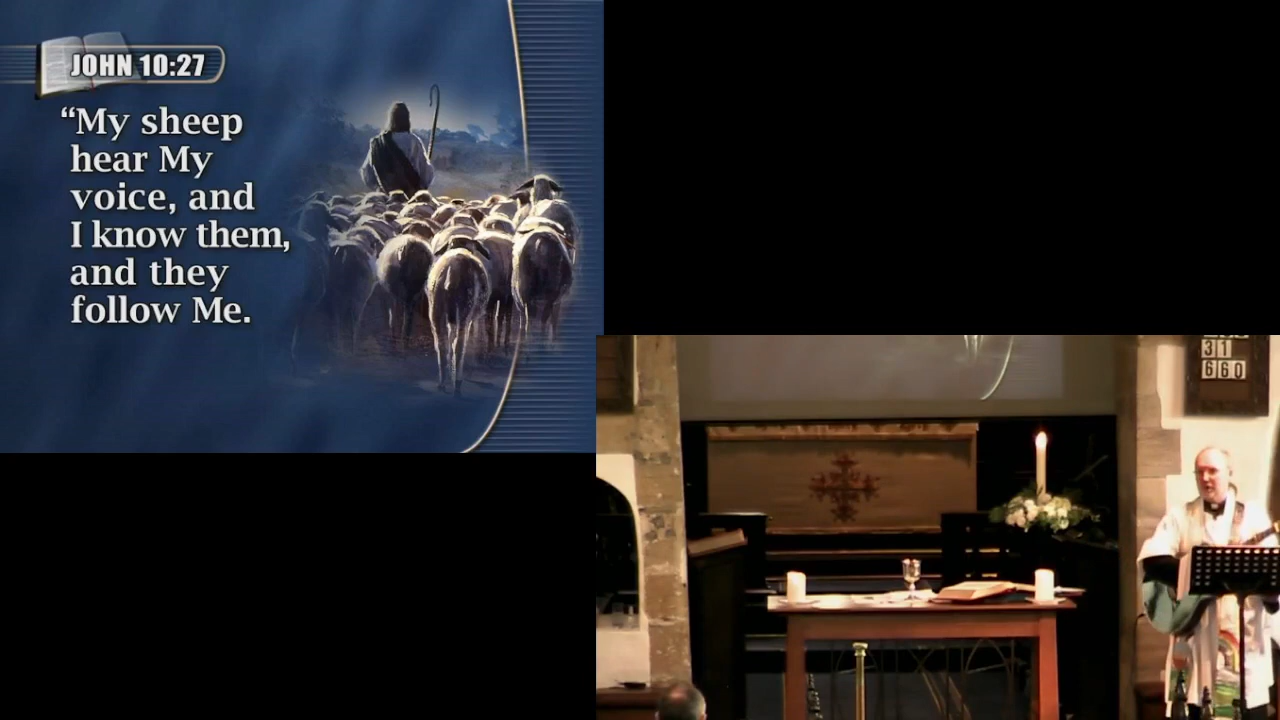 JOHN 10:27
“My sheep
hear My
voice, and
I know them,
and they
follow Me.
31
660